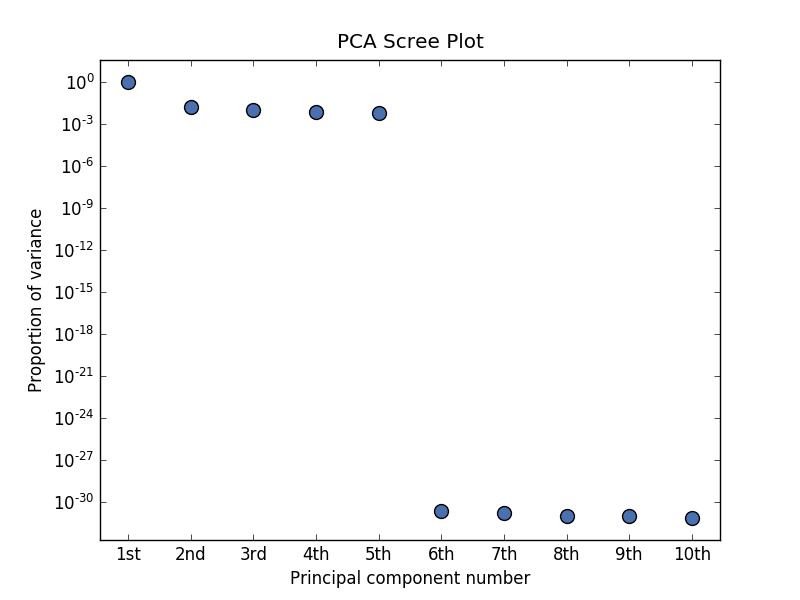 PCA Scree Plot
Proportion of variance
10^0
10^-3
10^-6
10^-9
10^-12
10^-15
10^-18
10^-21
10^-24
10^-27
10^-30
1st 2nd 3rd 4th 5th 6th 7th 8th 9th 10th
Principal component number